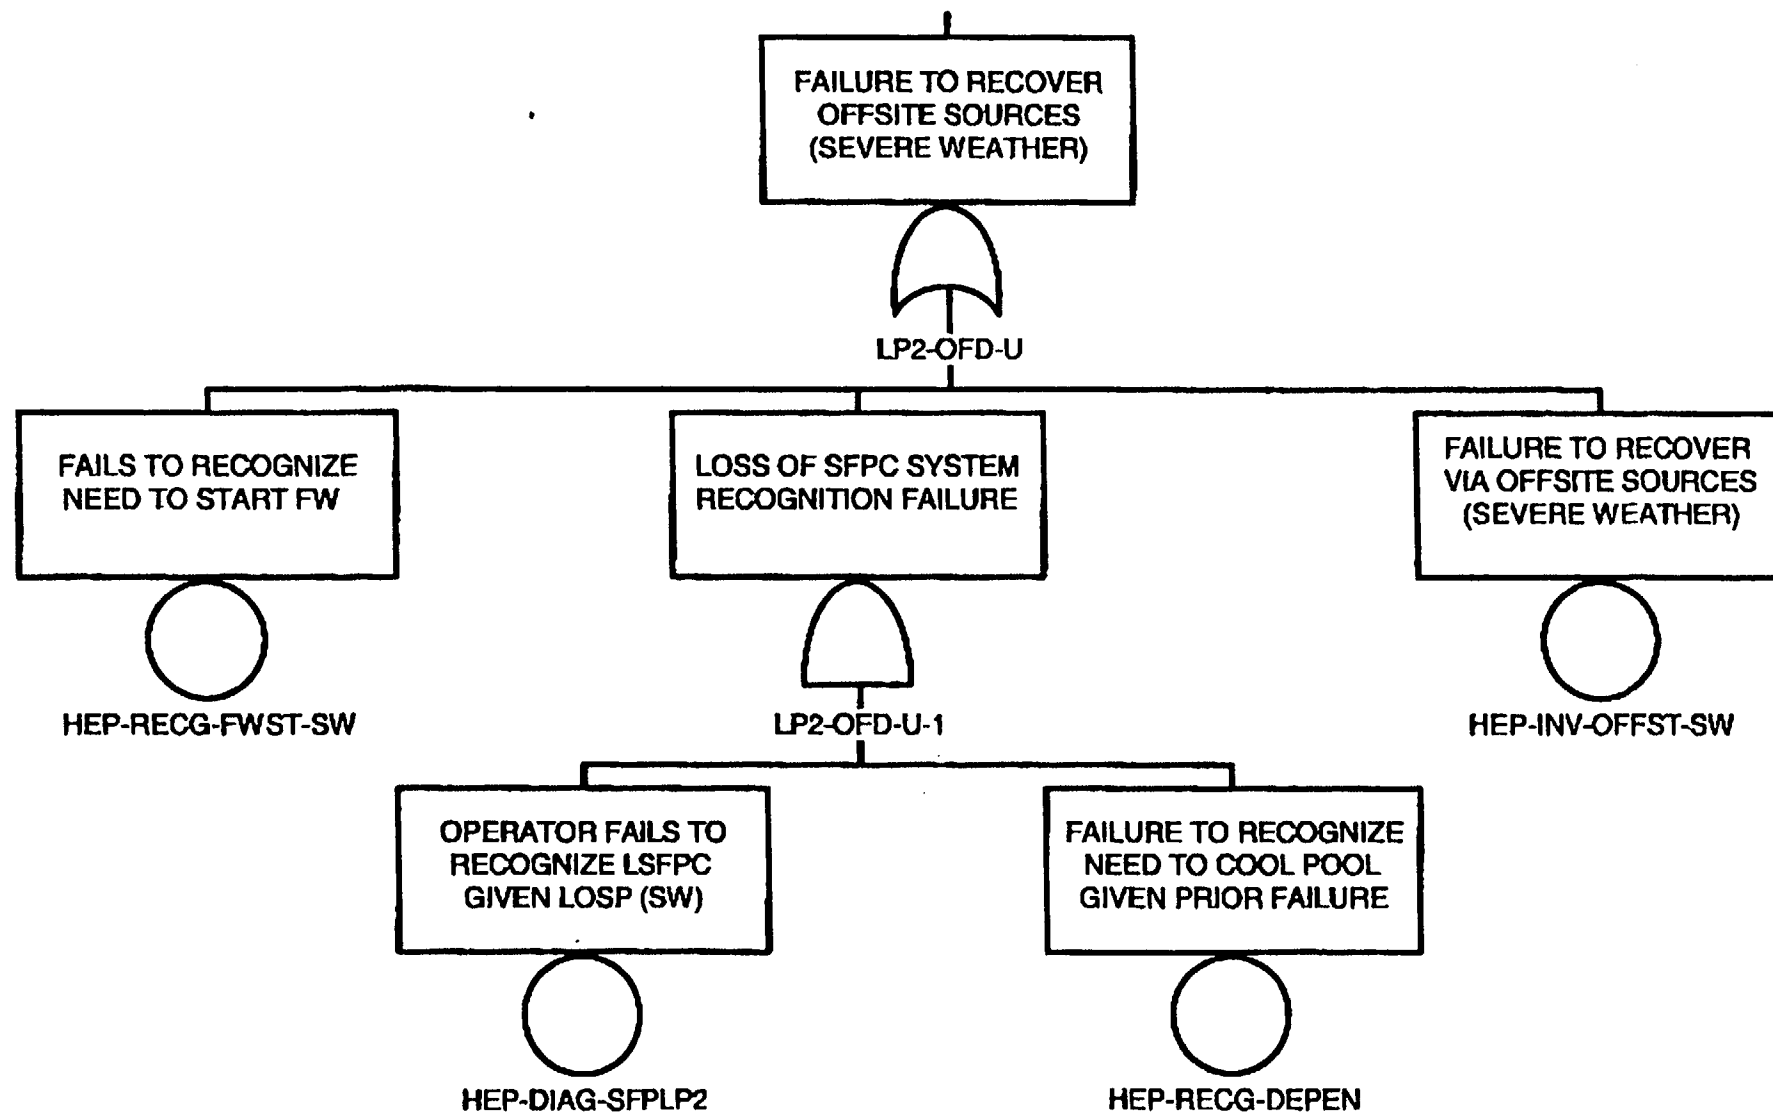 FAILURE TO RECOVER
OFFSITE SOURCES
(SEVERE WEATHER)
LP2-OFD-U
FAILS TO RECOGNIZE
NEED TO START FW
HEP-RECG-FWST-SW
LOSS OF SFPC SYSTEM
RECOGNITION FAILURE
LP2-OFD-U-1
FAILURE TO RECOVER
VIA OFFSITE SOURCES
(SEVERE WEATHER)
HEP-INV-OFFST-SW
OPERATOR FAILS TO
RECOGNIZE LSFPC
GIVEN LOSP (SW)
HEP-DIAG-SFPLP2
FAILURE TO RECOGNIZE
NEED TO COOL POOL
GIVEN PRIOR FAILURE
HEP-RECG-DEPEN